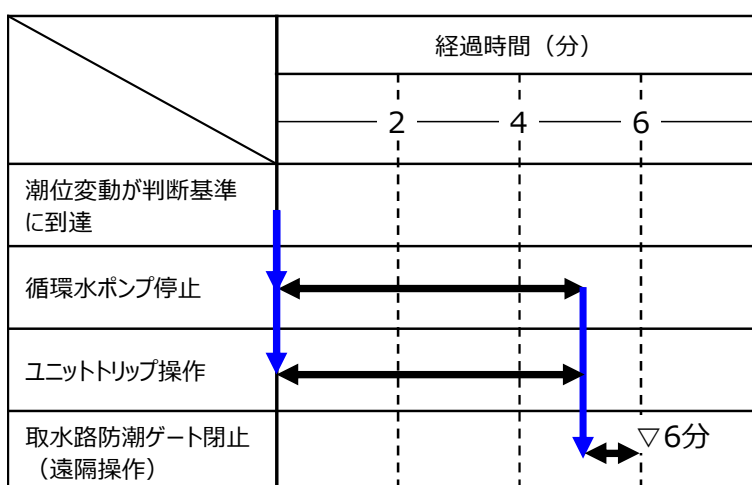 経過時間（分）
2 4 6
潮位変動が判断基準
に到達
循環水ポンプ停止
ユニットトリップ操作
取水路防潮ゲート閉止
（遠隔操作）
▽6分